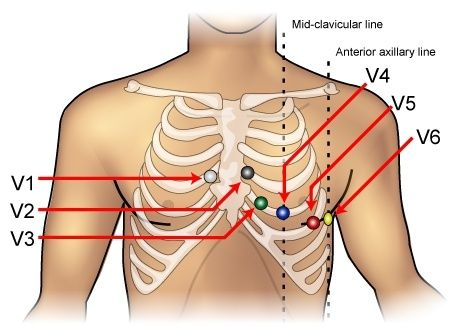 Mid-clavicular line
Anterior axillary line
V4
V5
V6
V1
V2
V3